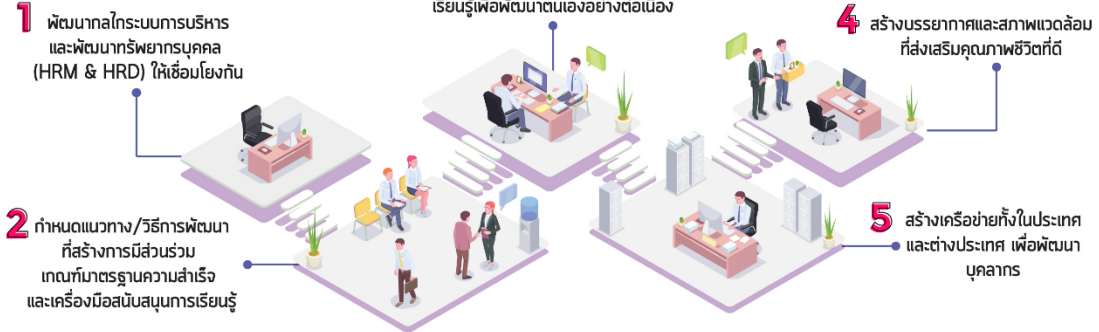 เรียนรู้เพื่อพัฒนาตนเองอย่างต่อเนื่อง
1 พัฒนากลไกระบบการบริหาร
และพัฒนาทรัพยากรบุคคล
(HRM & HRD) ให้เชื่อมโยงกัน
4 สร้างบรรยากาศและสภาพแวดล้อม
ที่ส่งเสริมคุณภาพชีวิตที่ดี
2 กำหนดแนวทาง/วิธีการพัฒนา
ที่สร้างการมีส่วนร่วม
เกณฑ์มาตรฐานความสำเร็จ
และเครื่องมือสนับสนุนการเรียนรู้
5 สร้างเครือข่ายทั้งในประเทศ
และต่างประเทศ เพื่อพัฒนา
บุคลากร